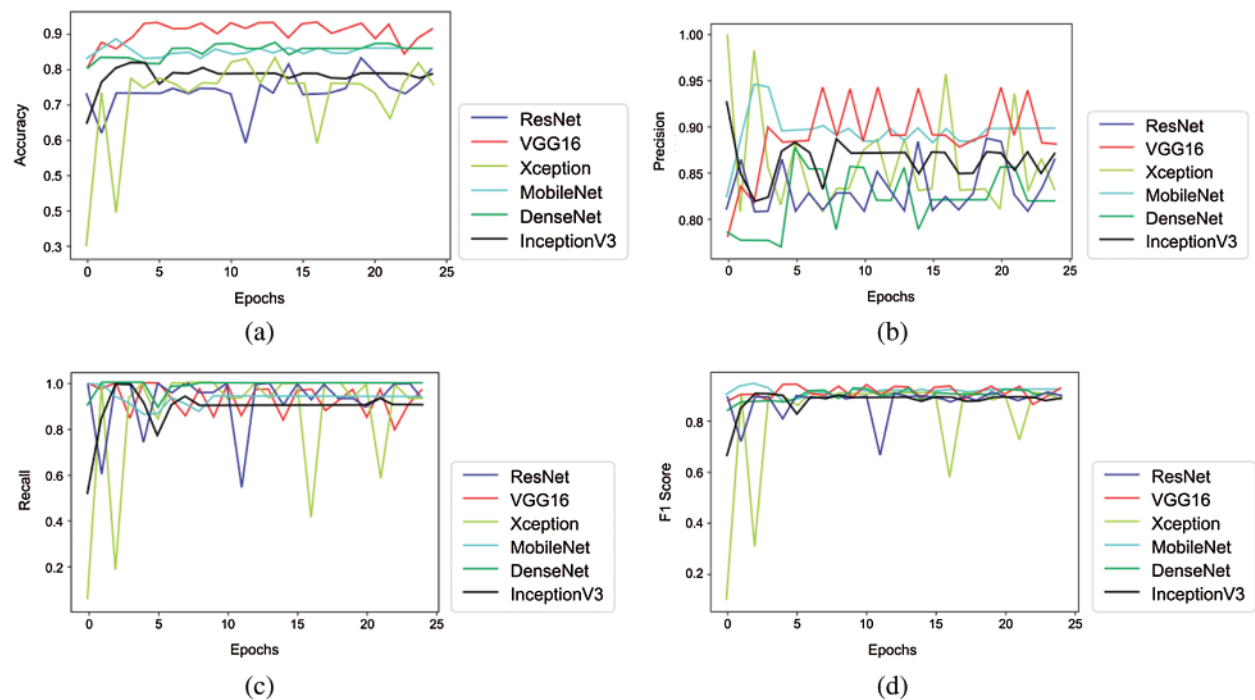 Accuracy
0.9
0.8
0.7
0.6
0.5
0.5
0.3
0 5 10 15 20 25
Epochs
ResNet
VGG16
Xception
MobileNet
DenseNet
InceptionV3
(a)
Precision
1.00
0.95
0.90
0.85
0.80
0 5 10 15 20 25
Epochs
ResNet
VGG16
Xception
MobileNet
DenseNet
InceptionV3
(b)
Recall
1.0
0.8
0.6
0.4
0.2
0 5 10 15 20 25
Epochs
ResNet
VGG16
Xception
MobileNet
DenseNet
InceptionV3
(c)
F1 Score
0.8
0.6
0.4
0.2
0 5 10 15 20 25
Epochs
ResNet
VGG16
Xception
MobileNet
DenseNet
InceptionV3
(d)